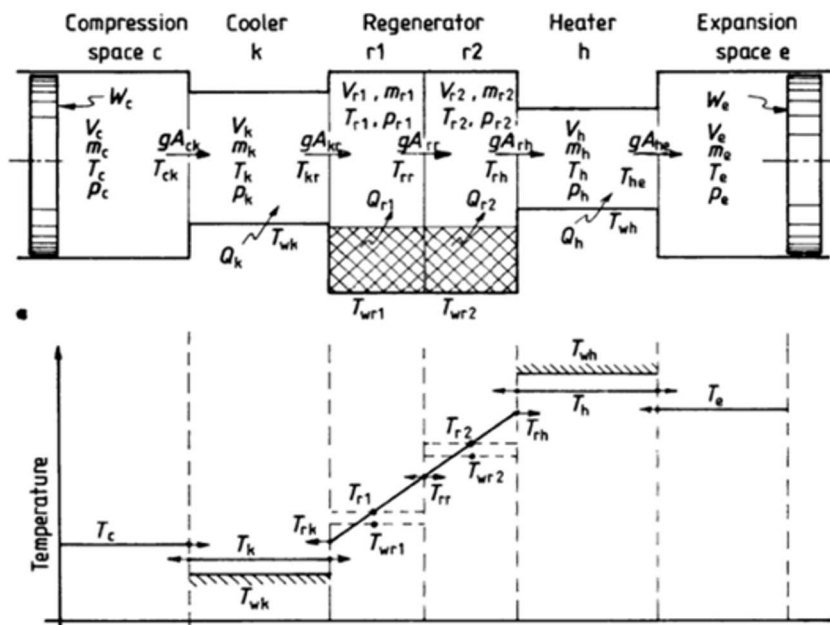 Compression space c
Cooler k
Regenerator
r1 r2
Heater h
Expansion space e
W_c
V_c
m_c
T_c
p_c
gA_ck
T_ck
V_k
m_k
T_k
p_k
gA_kr
T_kr
Q_k
T_wk
V_r1 , m_r1
T_r1 , p_r1
gA_rr
T_rr
Q_r1
T_wr1
V_r2 , m_r2
T_r2 , p_r2
gA_rh
T_rh
Q_r2
T_wr2
V_h
m_h
T_h
p_h
gA_he
T_he
Q_h
T_wh
W_e
V_e
m_e
T_e
p_e
Temperature
T_c
T_k
T_wk
T_rk
T_r1
T_wr1
T_rr
T_r2
T_wr2
T_rh
T_wh
T_h
T_e